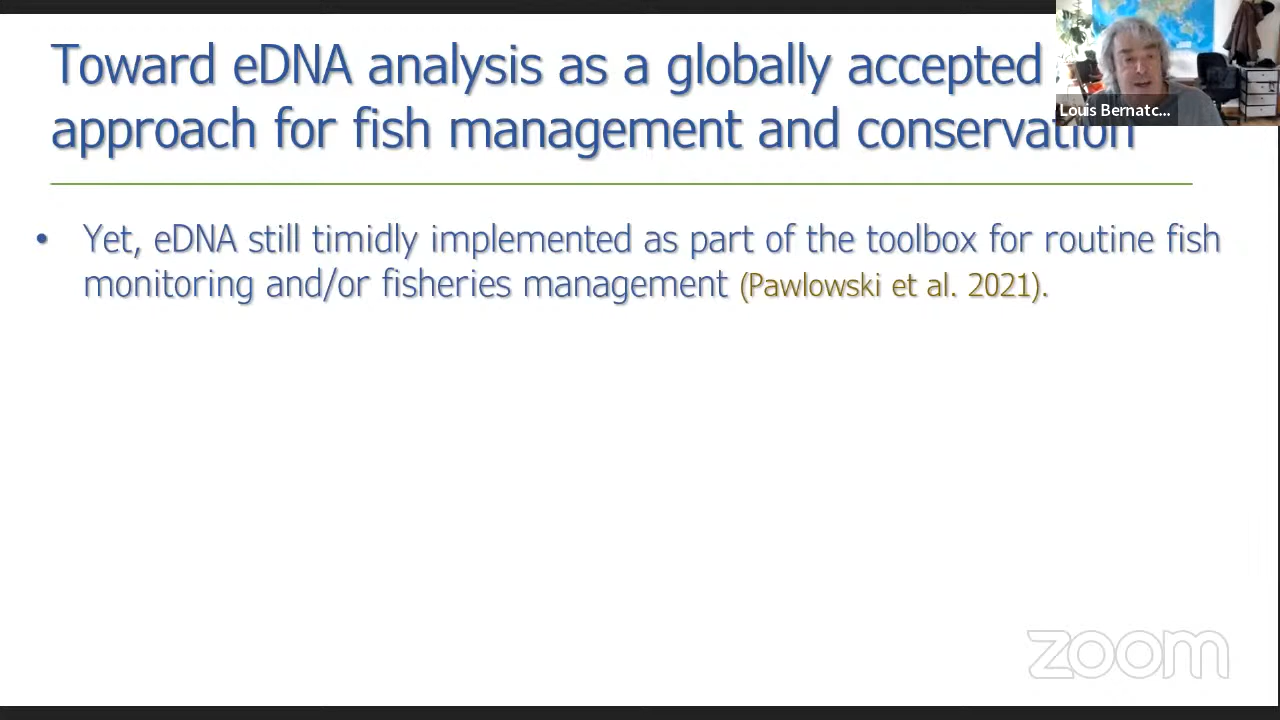 Toward eDNA analysis as a globally accepted
approach for fish management and conservation
Louis Bernatc...
• Yet, eDNA still timidly implemented as part of the toolbox for routine fish
monitoring and/or fisheries management (Pawlowski et al. 2021).
zoom